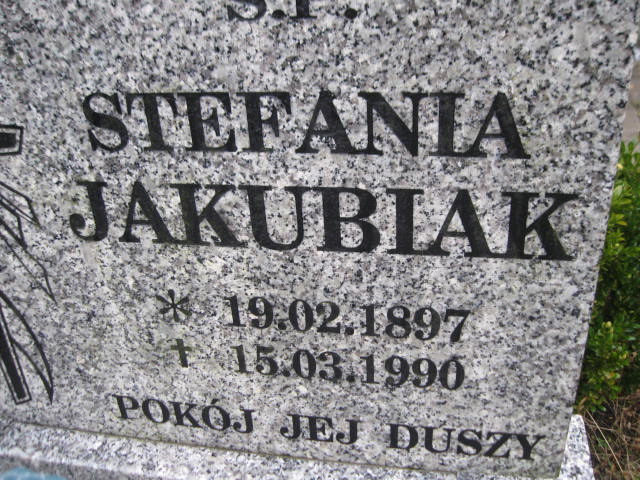 Ś.P.
STEFANIA
JAKUBIAK
* 19.02.1897
† 15.03.1990
POKÓJ JEJ DUSZY